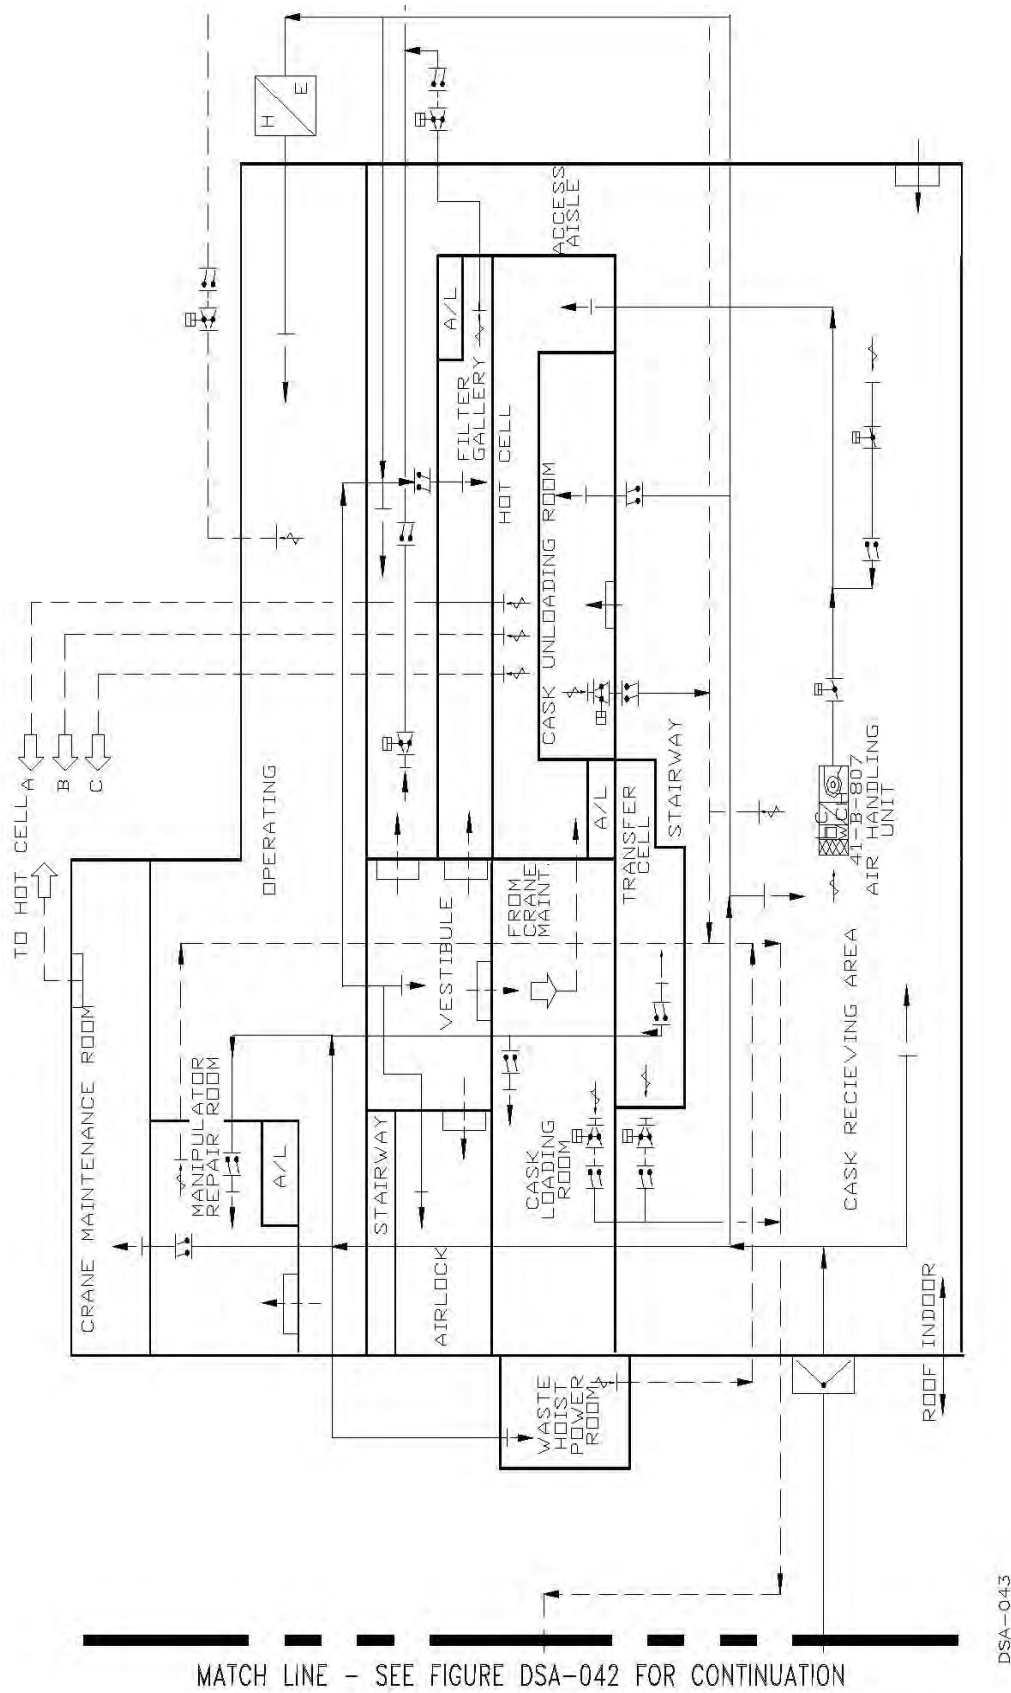 H
E
ACCESS
AISLE
A/L
FILTER
GALLERY
HOT CELL
CASK UNLOADING ROOM
TO HOT CELL
A
B
C
OPERATING
A/L
TRANSFER
CELL
STAIRWAY
41-B-807
AIR HANDLING
UNIT
VESTIBULE
FROM
CRANE
MAINT.
CRANE MAINTENANCE ROOM
MANIPULATOR
REPAIR ROOM
A/L
STAIRWAY
AIRLOCK
CASK
LOADING
ROOM
CASK RECIEVING AREA
WASTE
HOIST
POWER
ROOM
ROOF
INDOOR
MATCH LINE - SEE FIGURE DSA-042 FOR CONTINUATION
DSA-043